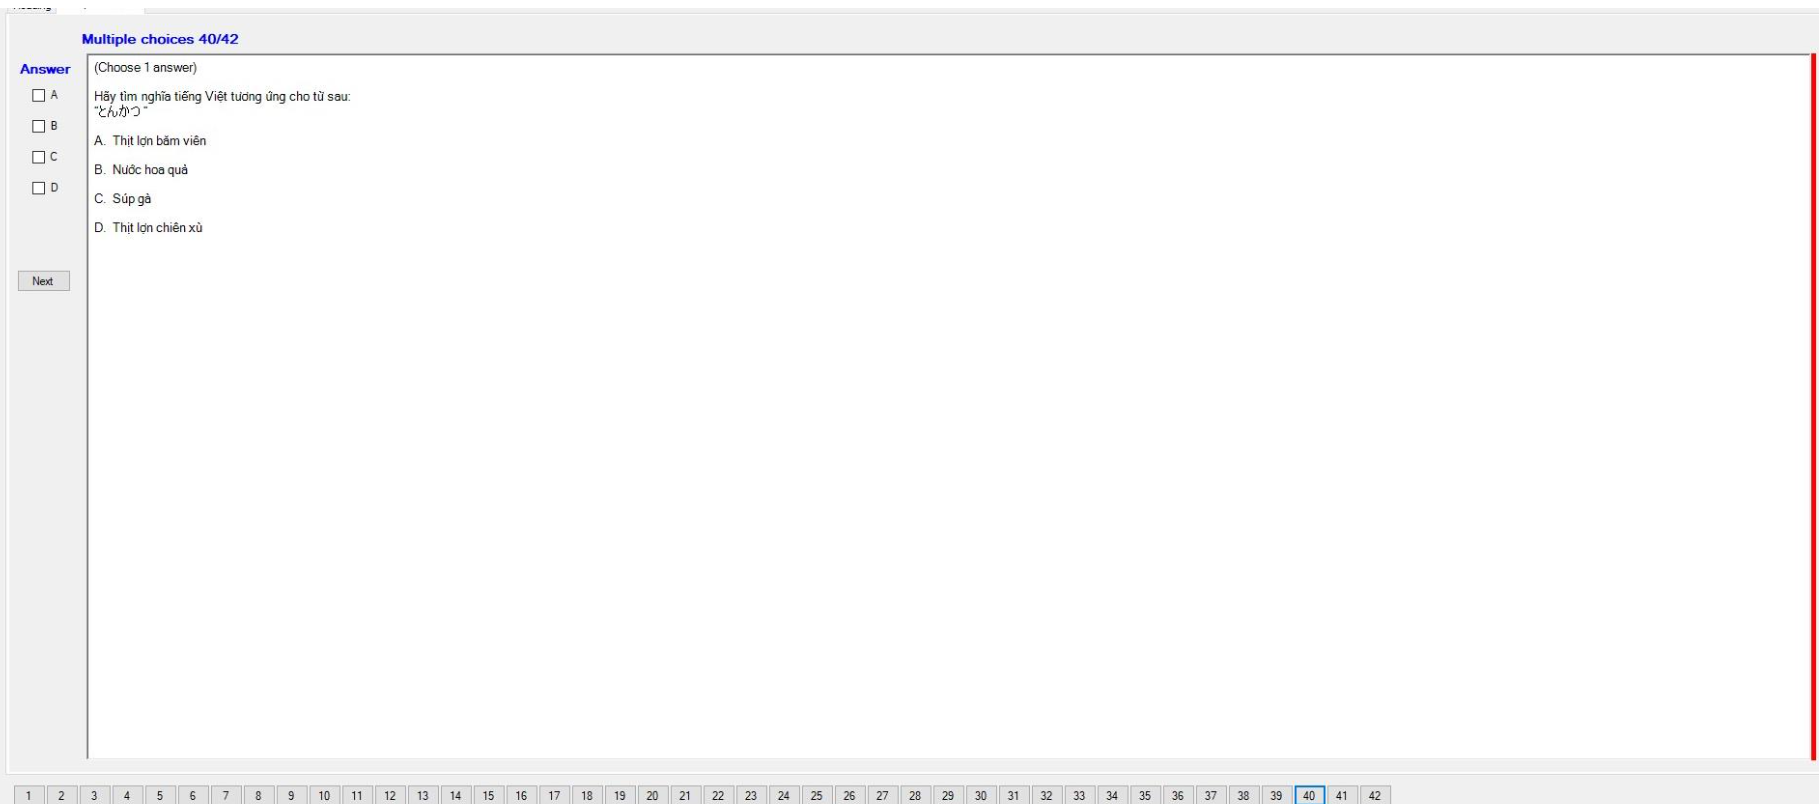 Multiple choices 40/42
Answer
(Choose 1 answer)
A
Hãy tìm nghĩa tiếng Việt tương ứng cho từ sau:
"とんかつ"
B
A. Thịt lợn băm viên
C
B. Nước hoa quả
D
C. Súp gà
D. Thịt lợn chiên xù
Next
1 2 3 4 5 6 7 8 9 10 11 12 13 14 15 16 17 18 19 20 21 22 23 24 25 26 27 28 29 30 31 32 33 34 35 36 37 38 39 40 41 42